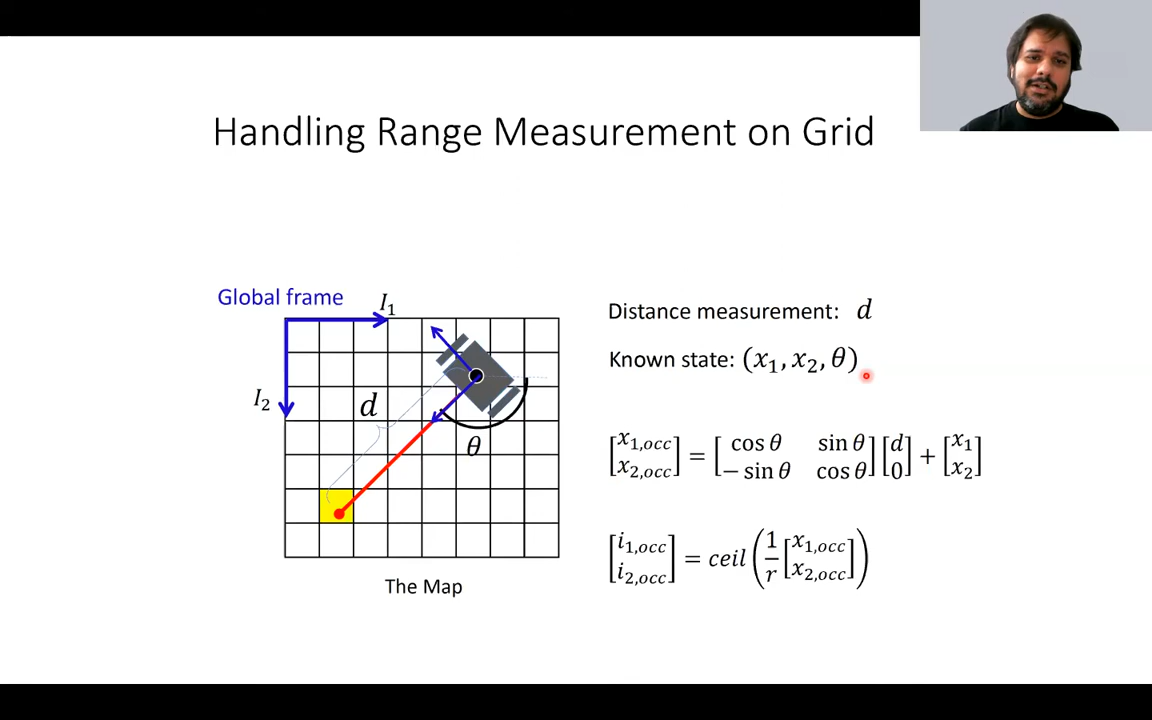 Handling Range Measurement on Grid
Global frame
I₁
I₂
d
θ
The Map
Distance measurement: d
Known state: (x₁, x₂, θ)
[x₁,occ; x₂,occ] = [cos θ sin θ; − sin θ cos θ] [d; 0] + [x₁; x₂]
[i₁,occ; i₂,occ] = ceil (1/r [x₁,occ; x₂,occ])